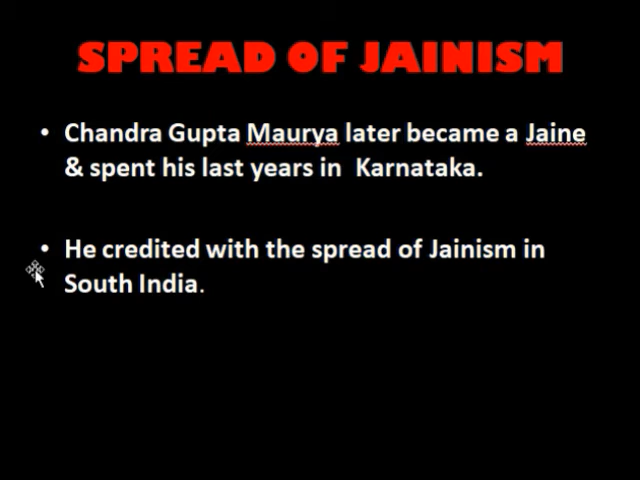 SPREAD OF JAINISM
• Chandra Gupta Maurya later became a Jaine
& spent his last years in Karnataka.
• He credited with the spread of Jainism in
South India.